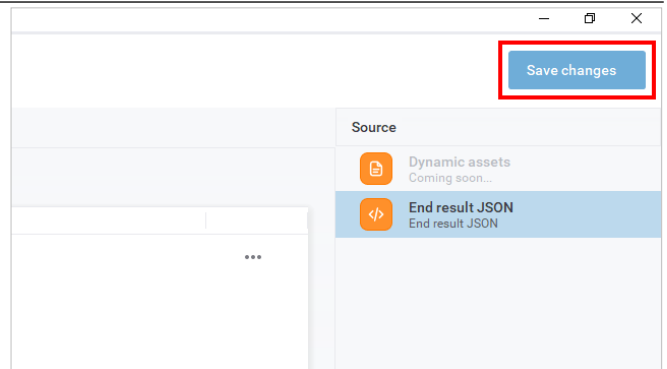 Save changes
Source
Dynamic assets
Coming soon...
End result JSON
End result JSON